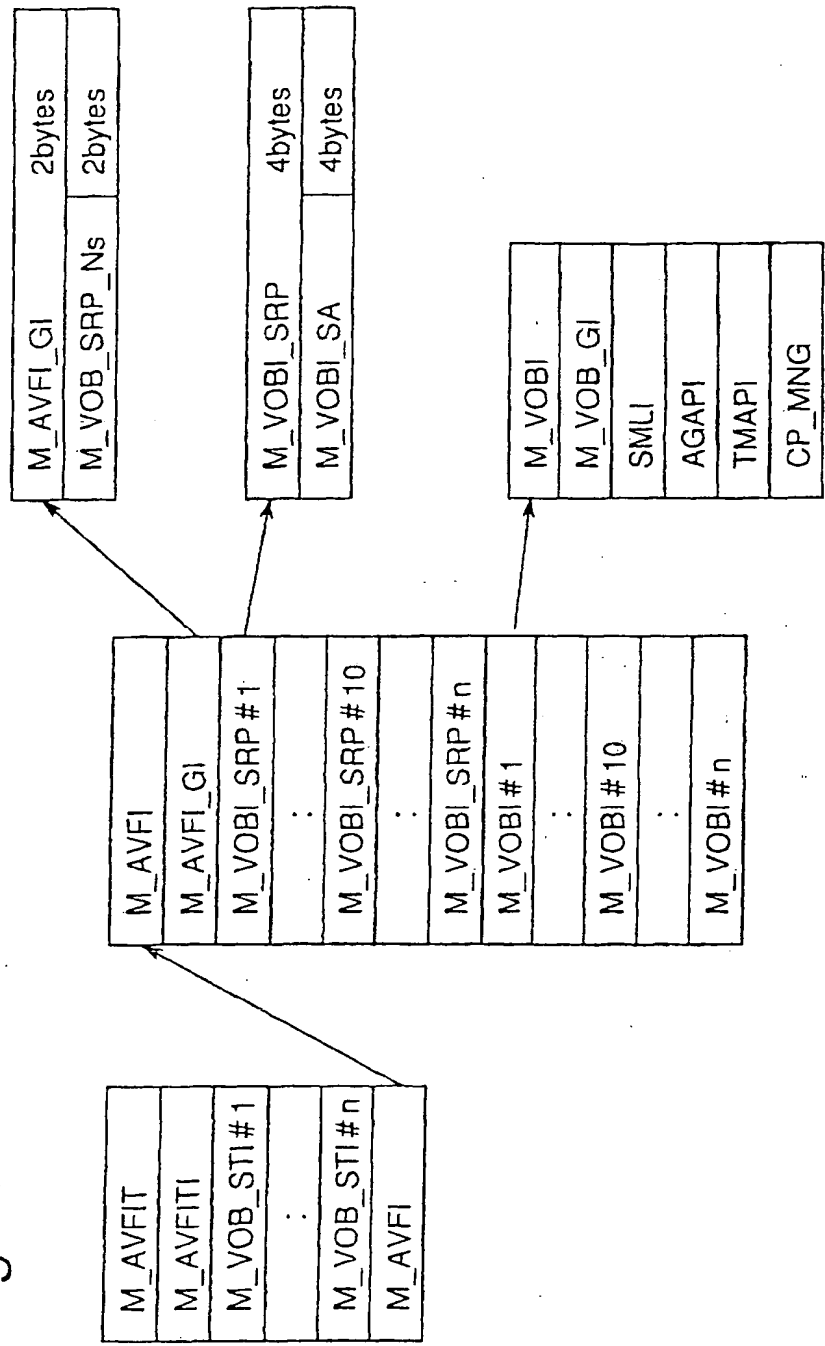 M_AVFIT
M_AVFITI
M_VOB_STI#1
:
M_VOB_STI#n
M_AVFI
M_AVFI
M_AVFI_GI
M_VOBI_SRP#1
:
M_VOBI_SRP#10
:
M_VOBI_SRP#n
M_VOBI#1
:
M_VOBI#10
:
M_VOBI#n
M_AVFI_GI 2bytes
M_VOB_SRP_Ns 2bytes
M_VOBI_SRP 4bytes
M_VOBI_SA 4bytes
M_VOBI
M_VOB_GI
SMLI
AGAPI
TMAPI
CP_MNG